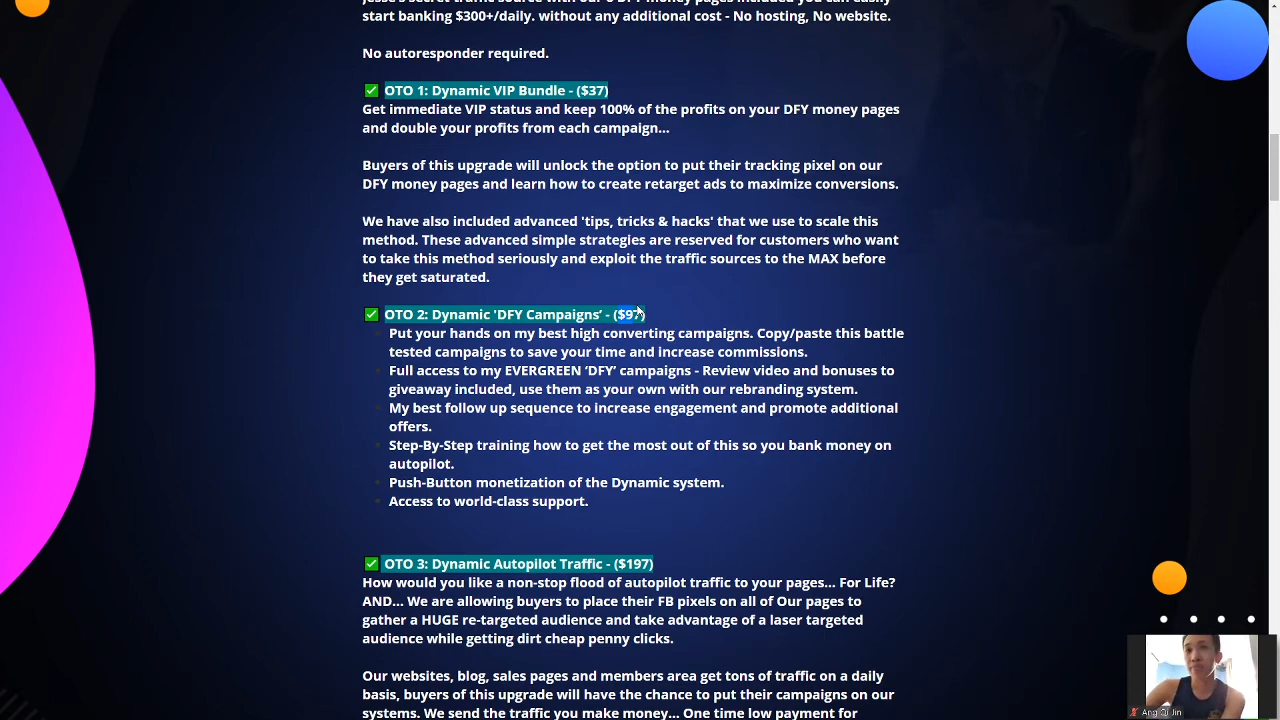 start banking $300+/daily. without any additional cost - No hosting, No website.
No autoresponder required.
OTO 1: Dynamic VIP Bundle - ($37)
Get immediate VIP status and keep 100% of the profits on your DFY money pages
and double your profits from each campaign...
Buyers of this upgrade will unlock the option to put their tracking pixel on our
DFY money pages and learn how to create retarget ads to maximize conversions.
We have also included advanced 'tips, tricks & hacks' that we use to scale this
method. These advanced simple strategies are reserved for customers who want
to take this method seriously and exploit the traffic sources to the MAX before
they get saturated.
OTO 2: Dynamic 'DFY Campaigns’ - ($97)
Put your hands on my best high converting campaigns. Copy/paste this battle
tested campaigns to save your time and increase commissions.
Full access to my EVERGREEN ‘DFY’ campaigns - Review video and bonuses to
giveaway included, use them as your own with our rebranding system.
My best follow up sequence to increase engagement and promote additional
offers.
Step-By-Step training how to get the most out of this so you bank money on
autopilot.
Push-Button monetization of the Dynamic system.
Access to world-class support.
OTO 3: Dynamic Autopilot Traffic - ($197)
How would you like a non-stop flood of autopilot traffic to your pages... For Life?
AND... We are allowing buyers to place their FB pixels on all of Our pages to
gather a HUGE re-targeted audience and take advantage of a laser targeted
audience while getting dirt cheap penny clicks.
Our websites, blog, sales pages and members area get tons of traffic on a daily
basis, buyers of this upgrade will have the chance to put their campaigns on our
systems. We send the traffic you make money... One time low payment for
Ang @ Jin